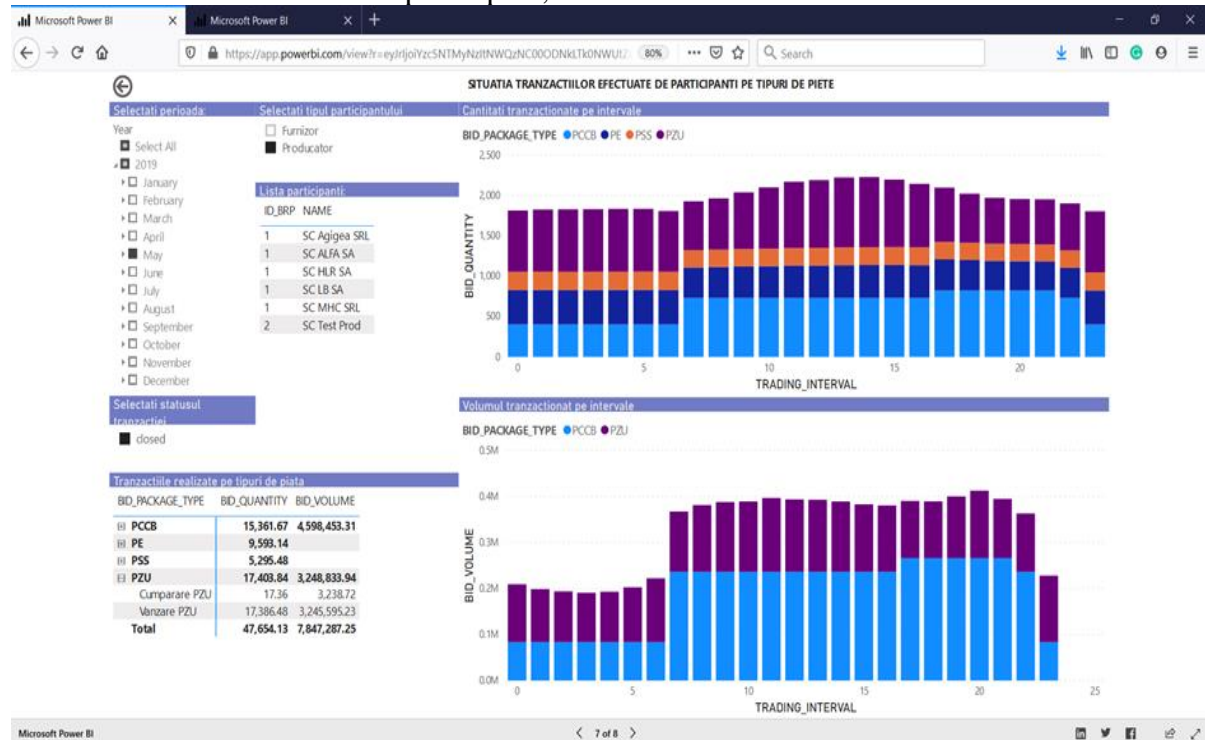 Microsoft Power BI
Microsoft Power BI
80%
Search
SITUATIA TRANZACTIILOR EFECTUATE DE PARTICIPANTI PE TIPURI DE PIETE
Selectati perioada:
Year
Select All
2019
January
February
March
April
May
June
July
August
September
October
November
December
Selectati tipul participantului
Furnizor
Producator
Lista participanti:
ID_BRP NAME
1 SC Agigea SRL
1 SC ALFA SA
1 SC HLR SA
1 SC LB SA
1 SC MHC SRL
2 SC Test Prod
Selectati statusul
tranzactiei
closed
Tranzactiile realizate pe tipuri de piata
BID_PACKAGE_TYPE BID_QUANTITY BID_VOLUME
PCCB 15,361.67 4,598,453.31
PE 9,593.14
PSS 5,295.48
PZU 17,403.84 3,248,833.94
Cumparare PZU 17.36 3,238.72
Vanzare PZU 17,386.48 3,245,595.23
Total 47,654.13 7,847,287.25
Cantitati tranzactionate pe intervale
BID_PACKAGE_TYPE PCCB PE PSS PZU
2,500
2,000
1,500
1,000
500
0
BID_QUANTITY
0 5 10 15 20
TRADING_INTERVAL
Volumul tranzactionat pe intervale
BID_PACKAGE_TYPE PCCB PZU
0.5M
0.4M
0.3M
0.2M
0.1M
0.0M
BID_VOLUME
0 5 10 15 20 25
TRADING_INTERVAL
Microsoft Power BI
7 of 8